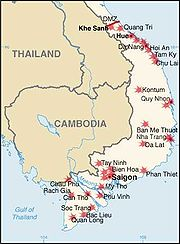 DMZ
Khe Sanh
Quang Tri
Hue
Da Nang
Hoi An
Tam Ky
Chu Lai
THAILAND
Kontum
Quy Nhon
CAMBODIA
Ban Me Thuot
Nha Trang
Da Lat
Tay Ninh
Bien Hoa
Phan Thiet
Saigon
Chau Phu
My Tho
Rach Gia
Can Tho
Phu Vinh
Soc Trang
Bac Lieu
Quan Long
Gulf of
Thailand